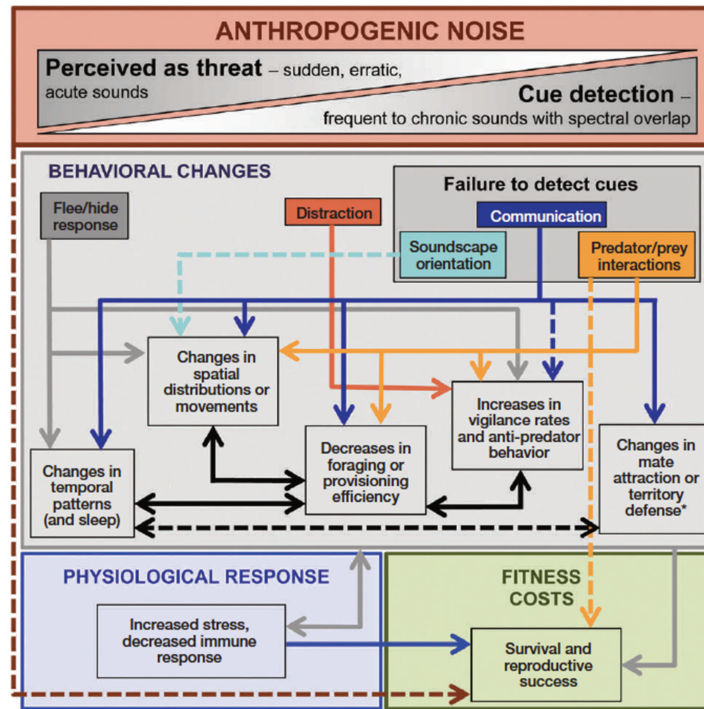 ANTHROPOGENIC NOISE
Perceived as threat – sudden, erratic,
acute sounds
Cue detection –
frequent to chronic sounds with spectral overlap
BEHAVIORAL CHANGES
Flee/hide
response
Distraction
Failure to detect cues
Communication
Soundscape
orientation
Predator/prey
interactions
Changes in
spatial
distributions or
movements
Increases in
vigilance rates
and anti-predator
behavior
Changes in
temporal
patterns
(and sleep)
Decreases in
foraging or
provisioning
efficiency
Changes in
mate
attraction or
territory
defense*
PHYSIOLOGICAL RESPONSE
Increased stress,
decreased immune
response
FITNESS
COSTS
Survival and
reproductive
success